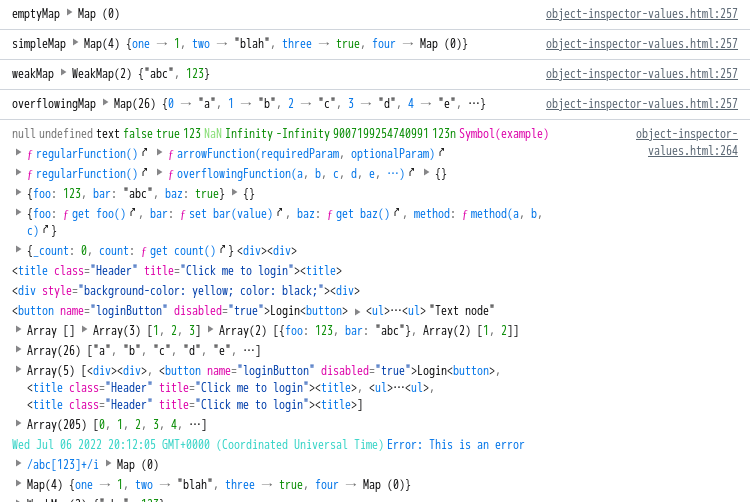 emptyMap ▶ Map (0) object-inspector-values.html:257
simpleMap ▶ Map(4) {one → 1, two → "blah", three → true, four → Map (0)} object-inspector-values.html:257
weakMap ▶ WeakMap(2) {"abc", 123} object-inspector-values.html:257
overflowingMap ▶ Map(26) {0 → "a", 1 → "b", 2 → "c", 3 → "d", 4 → "e", …} object-inspector-values.html:257
null undefined text false true 123 NaN Infinity -Infinity 9007199254740991 123n Symbol(example) object-inspector-
▶ ƒ regularFunction() ▶ ƒ arrowFunction(requiredParam, optionalParam) values.html:264
▶ ƒ regularFunction() ▶ ƒ overflowingFunction(a, b, c, d, e, …) ▶ {}
▶ {foo: 123, bar: "abc", baz: true} ▶ {}
▶ {foo: ƒ get foo() , bar: ƒ set bar(value) , baz: ƒ get baz() , method: ƒ method(a, b,
c) }
▶ {_count: 0, count: ƒ get count() } <div><div>
<title class="Header" title="Click me to login"><title>
<div style="background-color: yellow; color: black;"><div>
<button name="loginButton" disabled="true">Login<button> ▶ <ul>…<ul> "Text node"
▶ Array [] ▶ Array(3) [1, 2, 3] ▶ Array(2) [{foo: 123, bar: "abc"}, Array(2) [1, 2]]
▶ Array(26) ["a", "b", "c", "d", "e", …]
▶ Array(5) [<div><div>, <button name="loginButton" disabled="true">Login<button>,
<title class="Header" title="Click me to login"><title>, <ul>…<ul>,
<title class="Header" title="Click me to login"><title>]
▶ Array(205) [0, 1, 2, 3, 4, …]
Wed Jul 06 2022 20:12:05 GMT+0000 (Coordinated Universal Time) Error: This is an error
▶ /abc[123]+/i ▶ Map (0)
▶ Map(4) {one → 1, two → "blah", three → true, four → Map (0)}